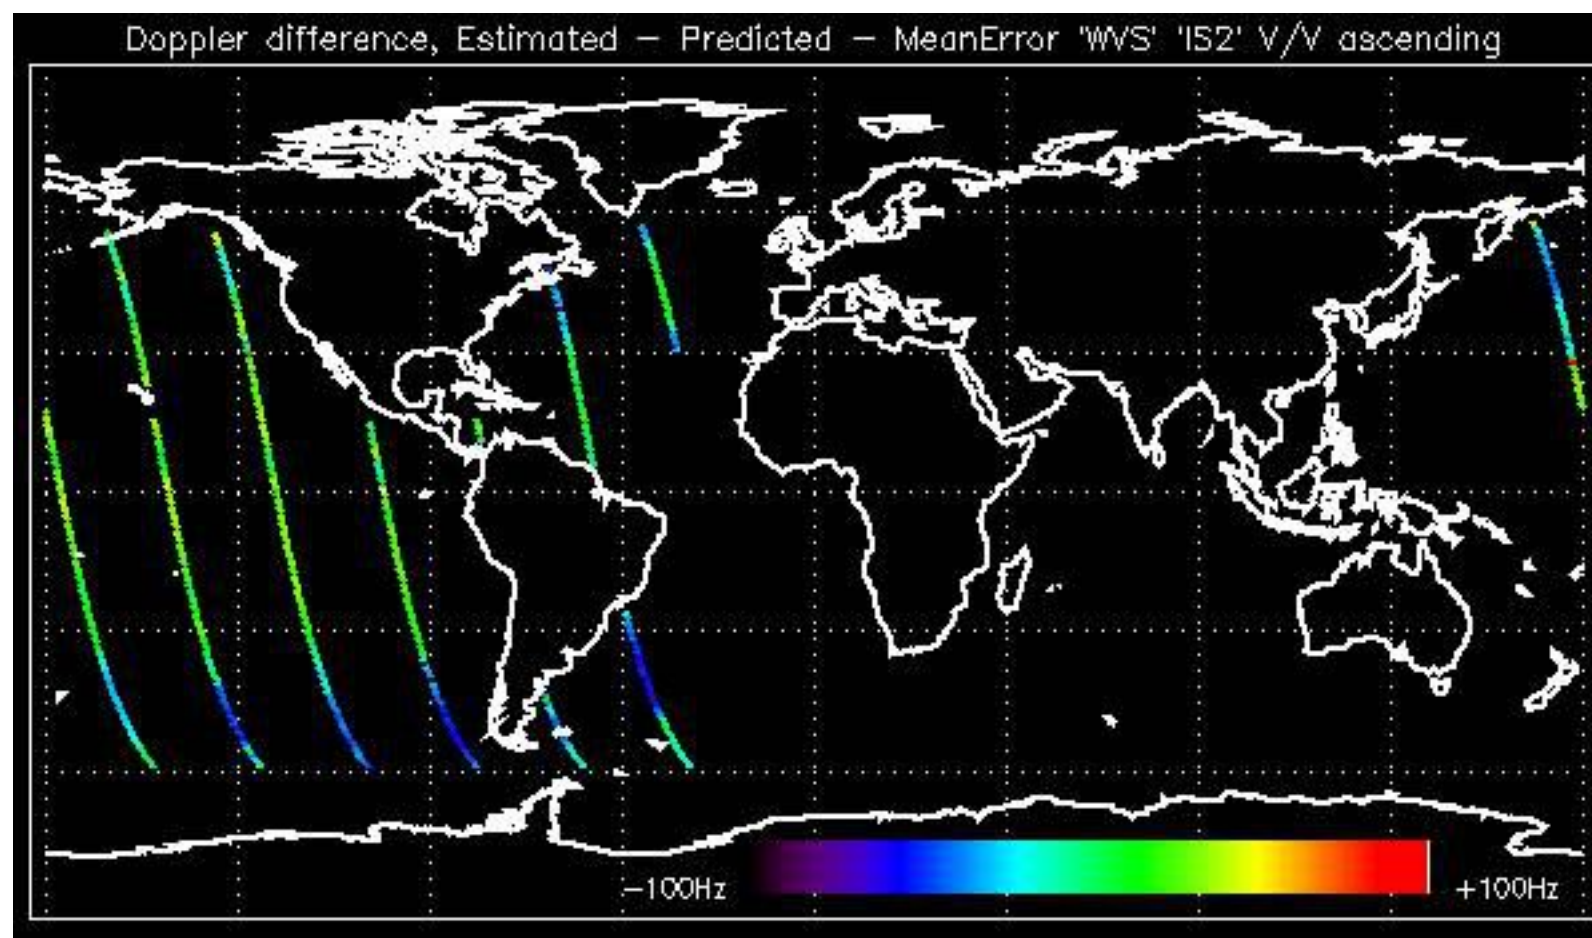 Doppler difference, Estimated – Predicted – MeanError 'WVS' 'IS2' V/V ascending
−100Hz +100Hz